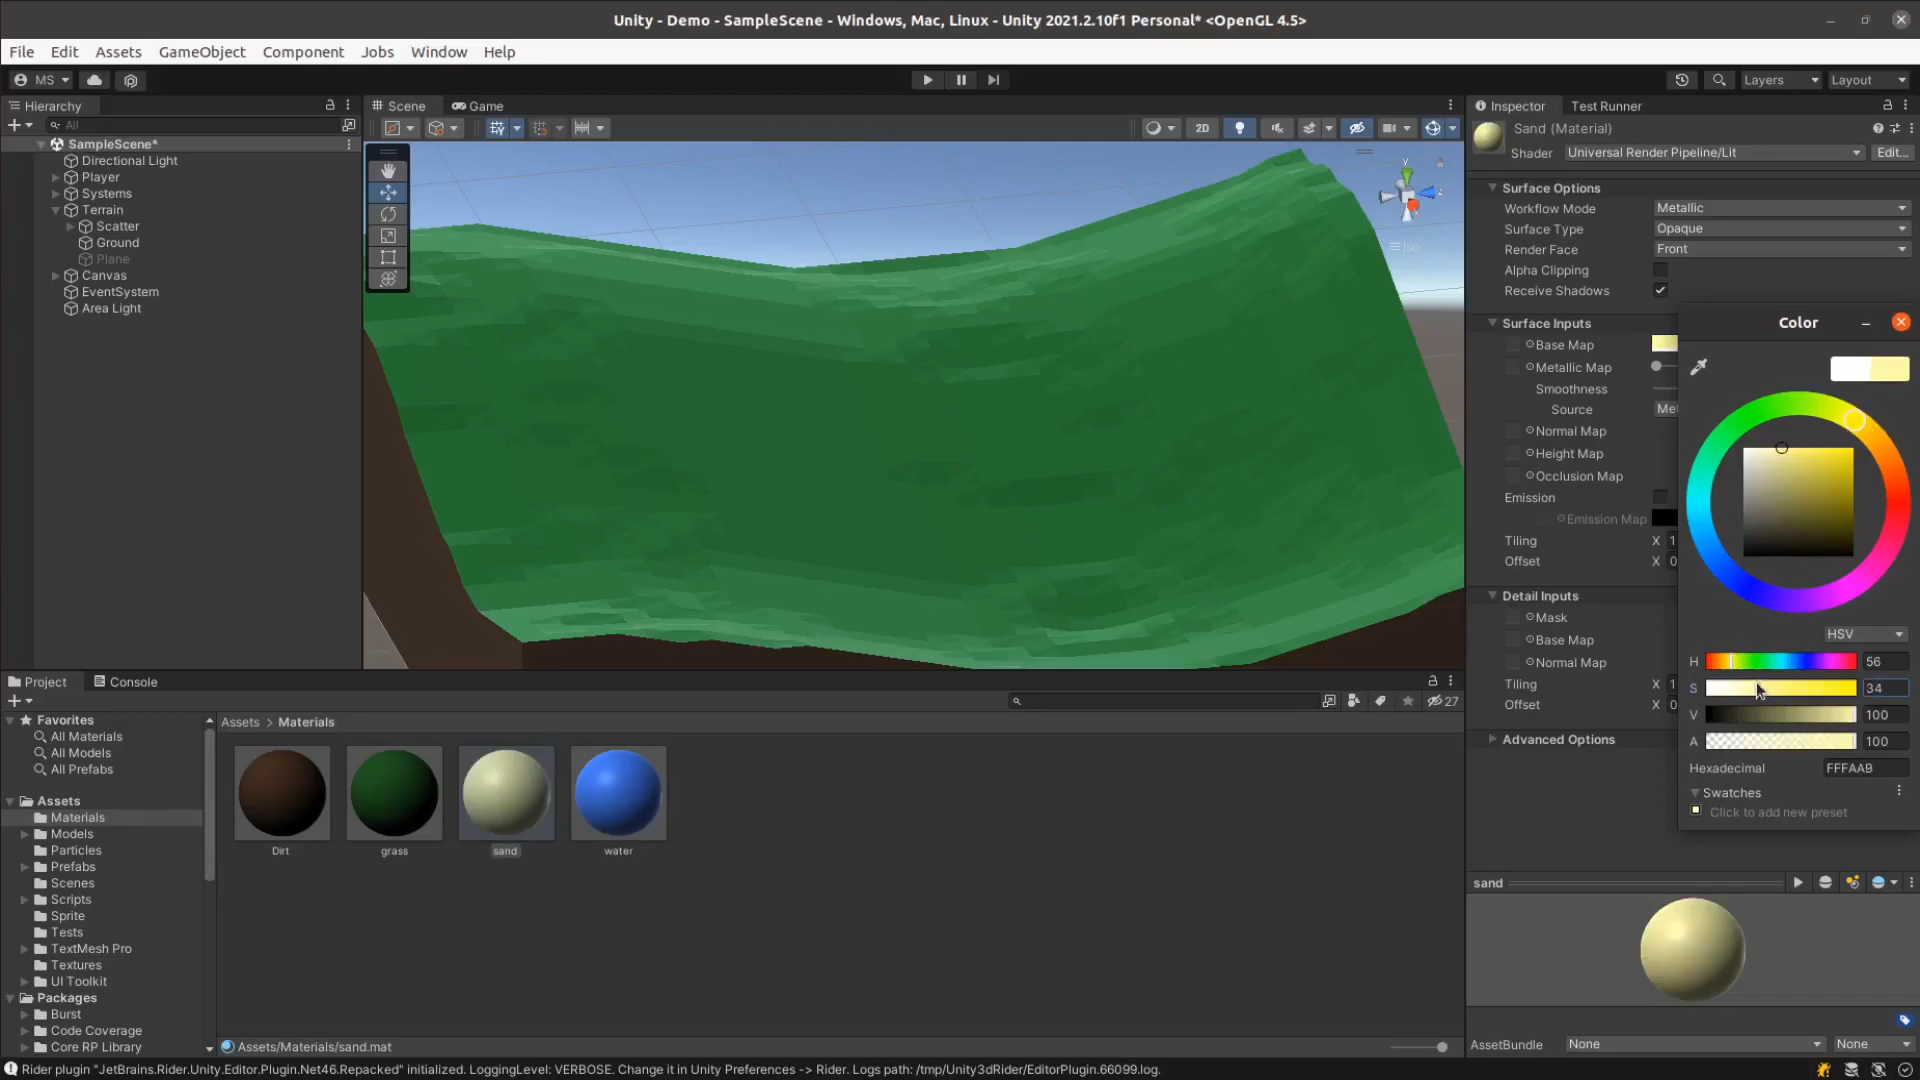 Unity - Demo - SampleScene - Windows, Mac, Linux - Unity 2021.2.10f1 Personal* <OpenGL 4.5>
File Edit Assets GameObject Component Jobs Window Help
MS Layers Layout
Hierarchy
All
SampleScene*
Directional Light
Player
Systems
Terrain
Scatter
Ground
Plane
Canvas
EventSystem
Area Light
Scene Game
2D
y
Iso
Inspector Test Runner
Sand (Material)
Shader Universal Render Pipeline/Lit Edit...
Surface Options
Workflow Mode Metallic
Surface Type Opaque
Render Face Front
Alpha Clipping
Receive Shadows
Surface Inputs
Base Map
Metallic Map
Smoothness
Source Met
Normal Map
Height Map
Occlusion Map
Emission
Emission Map
Tiling X 1
Offset X 0
Detail Inputs
Mask
Base Map
Normal Map
Tiling X 1
Offset X 0
Advanced Options
Color
HSV
H 56
S 34
V 100
A 100
Hexadecimal FFFAA9
Swatches
Click to add new preset
Project Console
27
Favorites
All Materials
All Models
All Prefabs
Assets
Materials
Models
Particles
Prefabs
Scenes
Scripts
Sprite
Tests
TextMesh Pro
Textures
UI Toolkit
Packages
Burst
Code Coverage
Core RP Library
Assets > Materials
Dirt grass sand water
Assets/Materials/sand.mat
sand
AssetBundle None None
Rider plugin "JetBrains.Rider.Unity.Editor.Plugin.Net46.Repacked" initialized. LoggingLevel: VERBOSE. Change it in Unity Preferences -> Rider. Logs path: /tmp/Unity3dRider/EditorPlugin.66099.log.